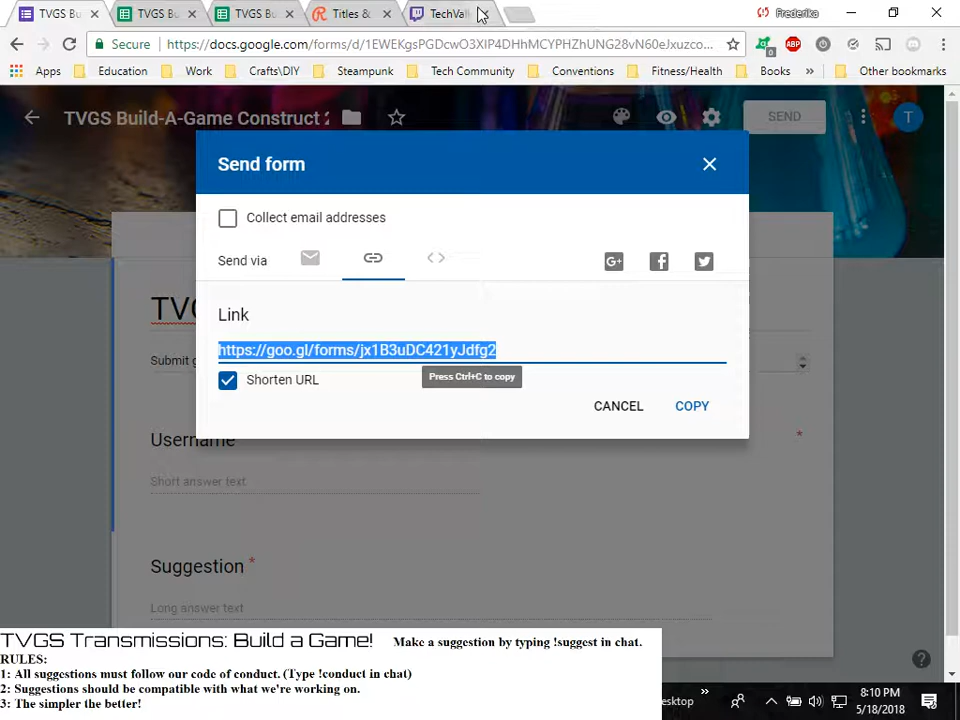 TVGS Bu
TVGS Bu
TVGS Bu
Titles &
TechVall
Frederika
Secure
https://docs.google.com/forms/d/1EWEKgsPGDcwO3XIP4DHhMCYPHZhUNG28vN60eJxuzco...
Apps
Education
Work
Crafts\DIY
Steampunk
Tech Community
Conventions
Fitness/Health
Books
»
Other bookmarks
TVGS Build-A-Game Construct 2
SEND
T
Send form
Collect email addresses
Send via
G+
Link
https://goo.gl/forms/jx1B3uDC421yJdfg2
Press Ctrl+C to copy
Shorten URL
CANCEL
COPY
TVG
Submit g
Username
*
Short answer text
Suggestion *
Long answer text
TVGS Transmissions: Build a Game!
Make a suggestion by typing !suggest in chat.
RULES:
1: All suggestions must follow our code of conduct. (Type !conduct in chat)
2: Suggestions should be compatible with what we're working on.
3: The simpler the better!
esktop
»
8:10 PM
5/18/2018